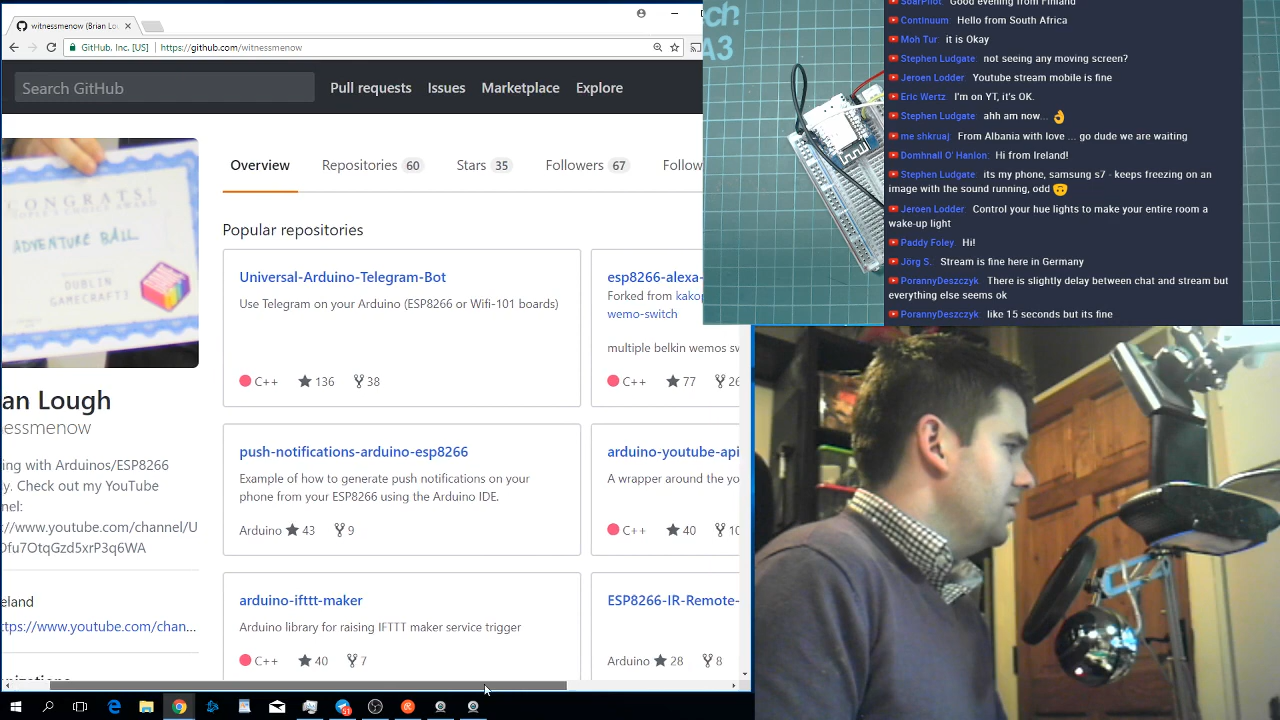 witnessmenow (Brian Lo
GitHub, Inc. [US]
https://github.com/witnessmenow
Search GitHub
Pull requests
Issues
Marketplace
Explore
Overview
Repositories 60
Stars 35
Followers 67
Follow
Popular repositories
Universal-Arduino-Telegram-Bot
Use Telegram on your Arduino (ESP8266 or Wifi-101 boards)
C++ 136 38
esp8266-alexa-
Forked from kakop
wemo-switch
multiple belkin wemos sw
C++ 77 26
push-notifications-arduino-esp8266
Example of how to generate push notifications on your
phone from your ESP8266 using the Arduino IDE.
Arduino 43 9
arduino-youtube-api
A wrapper around the yo
C++ 40 10
arduino-ifttt-maker
Arduino library for raising IFTTT maker service trigger
C++ 40 7
ESP8266-IR-Remote-
Arduino 28 8
CONGRATS!
ADVENTURE BALL
DUBLIN
GAMECRAFT
an Lough
nessmenow
ing with Arduinos/ESP8266
y. Check out my YouTube
nel:
://www.youtube.com/channel/U
Ofu7OtqGzd5xrP3q6WA
eland
ttps://www.youtube.com/chan...
ch
A3
SoarPilot: Good evening from Finland
Continuum: Hello from South Africa
Moh Tur: it is Okay
Stephen Ludgate: not seeing any moving screen?
Jeroen Lodder: Youtube stream mobile is fine
Eric Wertz: I'm on YT, it's OK.
Stephen Ludgate: ahh am now... 👌
me shkruaj: From Albania with love ... go dude we are waiting
Domhnall O' Hanlon: Hi from Ireland!
Stephen Ludgate: its my phone, samsung s7 - keeps freezing on an
image with the sound running, odd 🙃
Jeroen Lodder: Control your hue lights to make your entire room a
wake-up light
Paddy Foley: Hi!
Jörg S.: Stream is fine here in Germany
PorannyDeszczyk: There is slightly delay between chat and stream but
everything else seems ok
PorannyDeszczyk: like 15 seconds but its fine